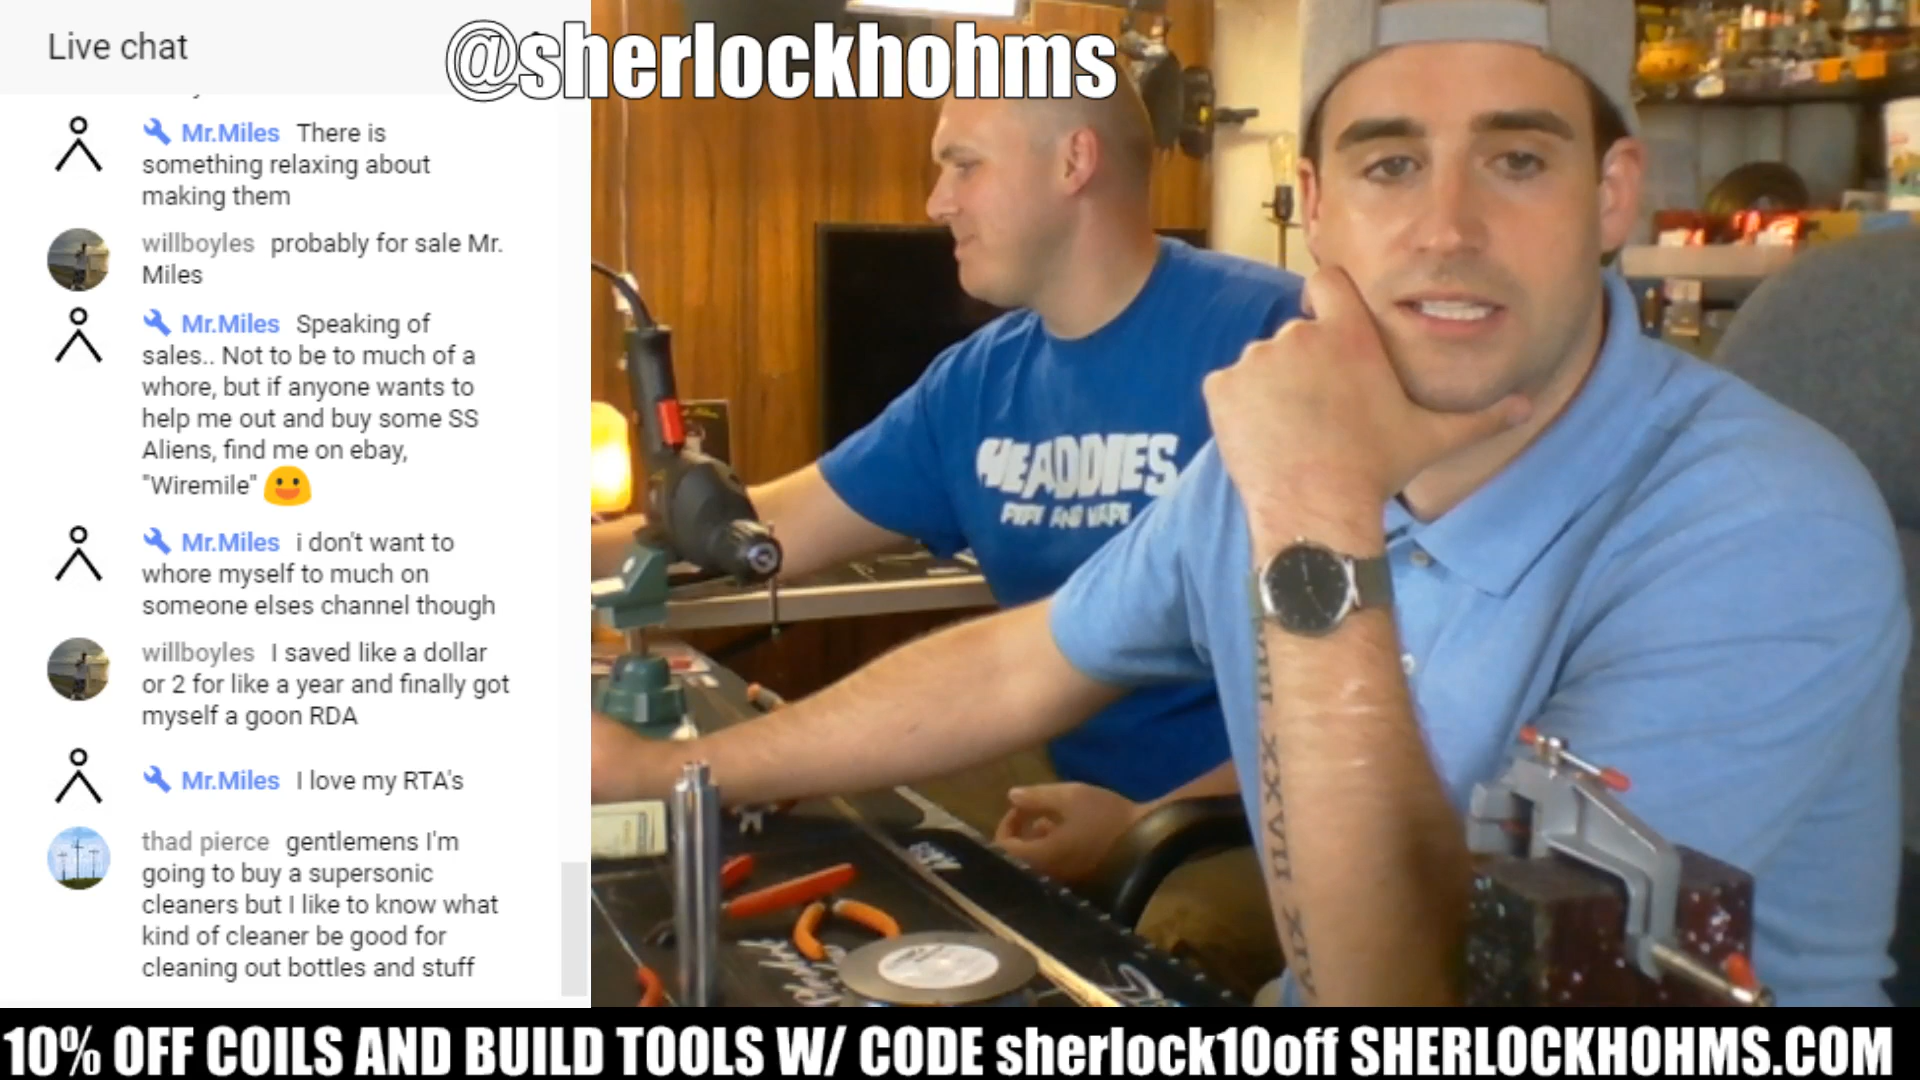 Live chat
@sherlockhohms
Mr.Miles There is
something relaxing about
making them
willboyles probably for sale Mr.
Miles
Mr.Miles Speaking of
sales.. Not to be to much of a
whore, but if anyone wants to
help me out and buy some SS
Aliens, find me on ebay,
"Wiremile"
Mr.Miles i don't want to
whore myself to much on
someone elses channel though
willboyles I saved like a dollar
or 2 for like a year and finally got
myself a goon RDA
Mr.Miles I love my RTA's
thad pierce gentlemens I'm
going to buy a supersonic
cleaners but I like to know what
kind of cleaner be good for
cleaning out bottles and stuff
HEADDIES
PIPE AND VAPE
10% OFF COILS AND BUILD TOOLS W/ CODE sherlock10off SHERLOCKHOHMS.COM